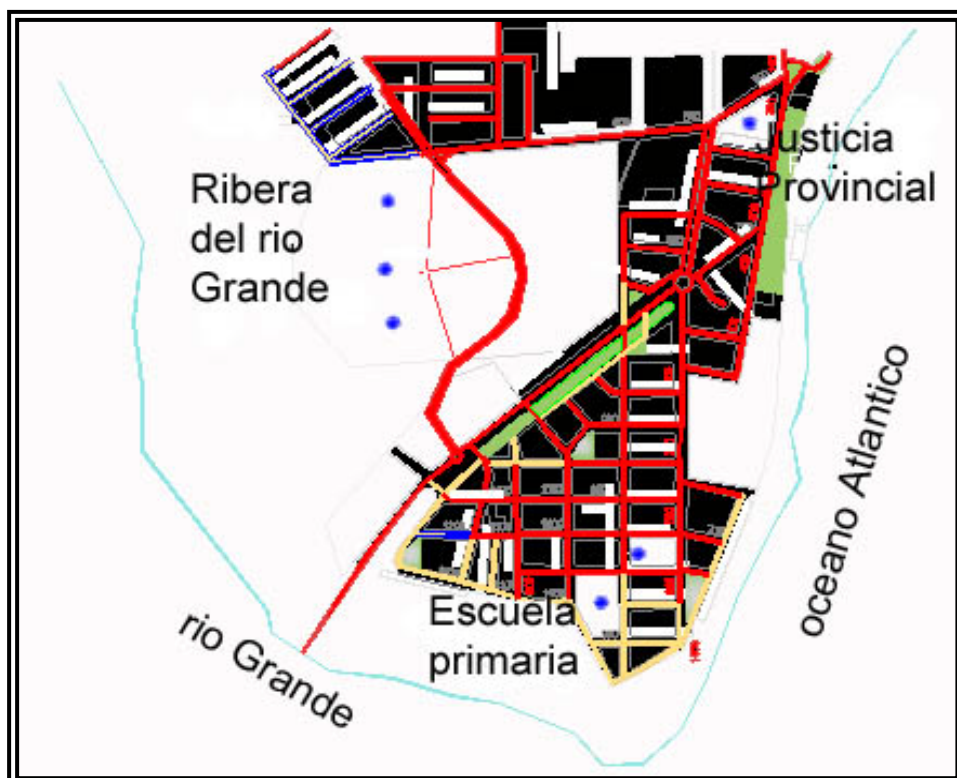 Justicia
Provincial
Ribera
del rio
Grande
oceano Atlantico
Escuela
primaria
rio Grande